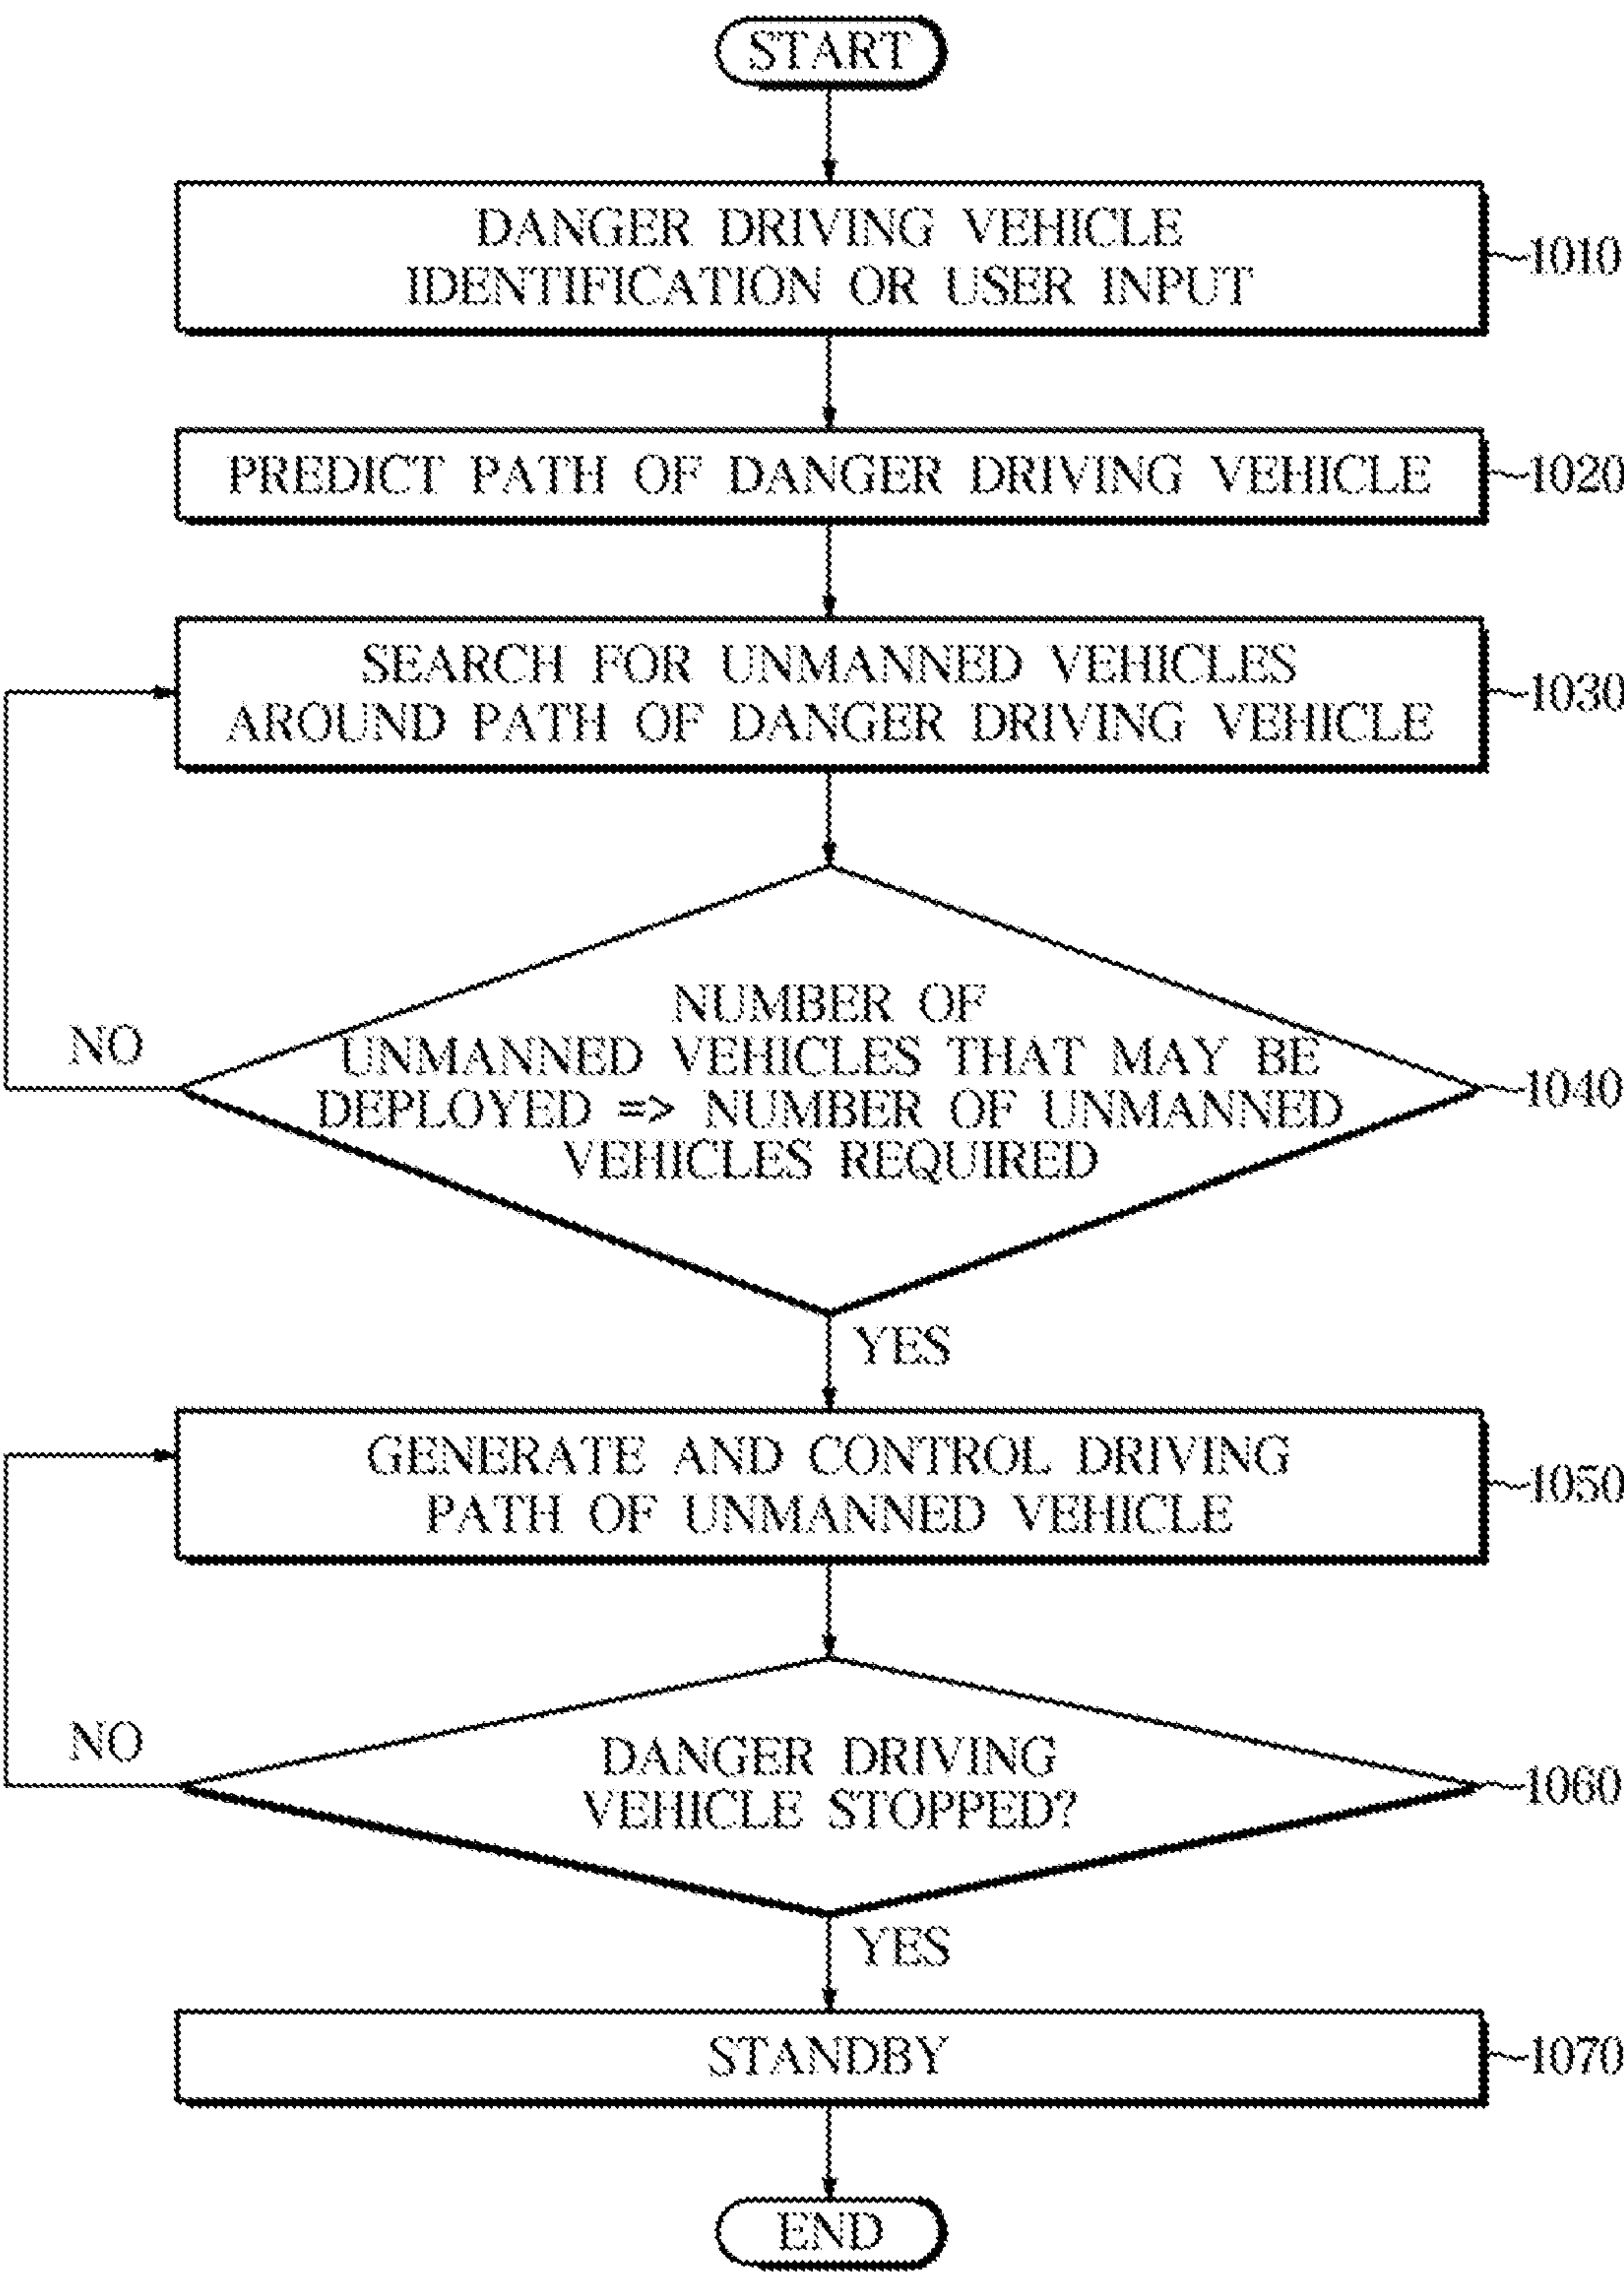 START
DANGER DRIVING VEHICLE
IDENTIFICATION OR USER INPUT
1010
PREDICT PATH OF DANGER DRIVING VEHICLE
1020
SEARCH FOR UNMANNED VEHICLES
AROUND PATH OF DANGER DRIVING VEHICLE
1030
NUMBER OF
UNMANNED VEHICLES THAT MAY BE
DEPLOYED => NUMBER OF UNMANNED
VEHICLES REQUIRED
1040
NO
YES
GENERATE AND CONTROL DRIVING
PATH OF UNMANNED VEHICLE
1050
DANGER DRIVING
VEHICLE STOPPED?
1060
NO
YES
STANDBY
1070
END